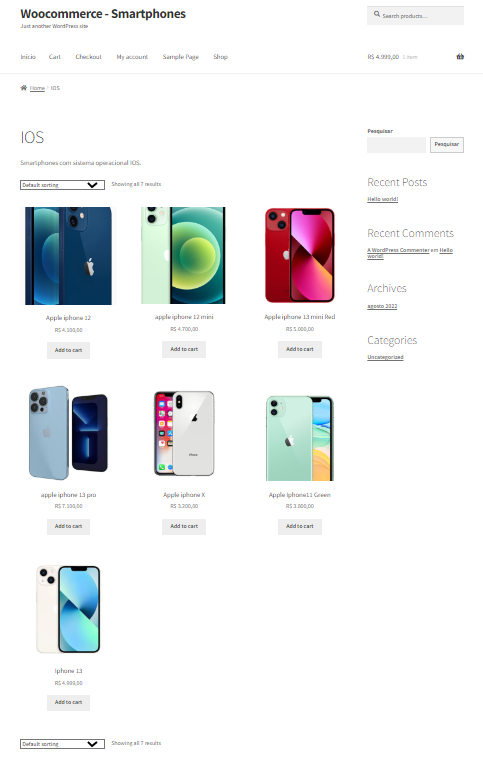 Woocommerce - Smartphones
Just another WordPress site
Search products...
Início Cart Checkout My account Sample Page Shop
R$ 4.999,00 1 item
Home IOS
IOS
Smartphones com sistema operacional IOS.
Default sorting
Showing all 7 results
Apple iphone 12
R$ 4.100,00
Add to cart
apple iphone 12 mini
R$ 4.700,00
Add to cart
Apple iphone 13 mini Red
R$ 5.000,00
Add to cart
apple iphone 13 pro
R$ 7.100,00
Add to cart
Apple iphone X
R$ 3.200,00
Add to cart
Apple Iphone11 Green
R$ 3.800,00
Add to cart
Iphone 13
R$ 4.999,00
Add to cart
Default sorting
Showing all 7 results
Pesquisar
Pesquisar
Recent Posts
Hello world!
Recent Comments
A WordPress Commenter em Hello
world!
Archives
agosto 2022
Categories
Uncategorized